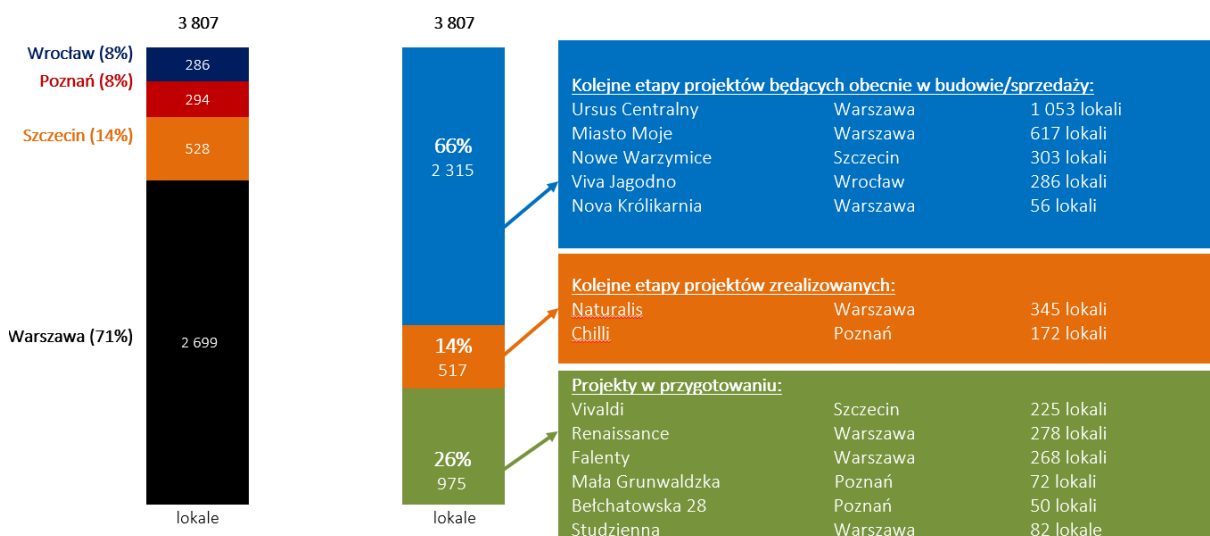 3 807
Wrocław (8%)
286
Poznań (8%)
294
Szczecin (14%)
528
Warszawa (71%)
2 699
lokale
3 807
66%
2 315
14%
517
26%
975
lokale
Kolejne etapy projektów będących obecnie w budowie/sprzedaży:
Ursus Centralny Warszawa 1 053 lokali
Miasto Moje Warszawa 617 lokali
Nowe Warzymice Szczecin 303 lokali
Viva Jagodno Wrocław 286 lokali
Nova Królikarnia Warszawa 56 lokali
Kolejne etapy projektów zrealizowanych:
Naturalis Warszawa 345 lokali
Chilli Poznań 172 lokali
Projekty w przygotowaniu:
Vivaldi Szczecin 225 lokali
Renaissance Warszawa 278 lokali
Falenty Warszawa 268 lokali
Mała Grunwaldzka Poznań 72 lokali
Bełchatowska 28 Poznań 50 lokali
Studzienna Warszawa 82 lokale